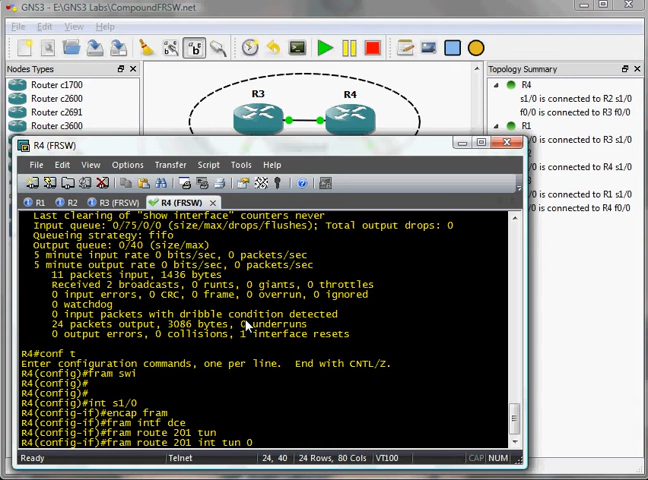 GNS3 - E:\GNS3 Labs\CompoundFRSW.net
File Edit View
Nodes Types
Topology Summary
Router c1700
Router c2600
Router c2691
Router c3600
R3
R4
R4
s1/0 is connected to R2 s1/0
f0/0 is connected to R3 f0/0
R1
is connected to R3 s1/0
is connected to R4 s1/0
is connected to R1 s1/0
is connected to R4 f0/0
R4 (FRSW)
File Edit View Options Transfer Script Tools Help
R1 R2 R3 (FRSW) R4 (FRSW)
Last clearing of "show interface" counters never
Input queue: 0/75/0/0 (size/max/drops/flushes); Total output drops: 0
Queueing strategy: fifo
Output queue: 0/40 (size/max)
5 minute input rate 0 bits/sec, 0 packets/sec
5 minute output rate 0 bits/sec, 0 packets/sec
11 packets input, 1436 bytes
Received 2 broadcasts, 0 runts, 0 giants, 0 throttles
0 input errors, 0 CRC, 0 frame, 0 overrun, 0 ignored
0 watchdog
0 input packets with dribble condition detected
24 packets output, 3086 bytes, 0 underruns
0 output errors, 0 collisions, 1 interface resets
R4#conf t
Enter configuration commands, one per line. End with CNTL/Z.
R4(config)#fram swi
R4(config)#
R4(config)#
R4(config)#int s1/0
R4(config-if)#encap fram
R4(config-if)#fram intf dce
R4(config-if)#fram route 201 tun
R4(config-if)#fram route 201 int tun 0
Ready Telnet 24, 40 24 Rows, 80 Cols VT100 CAP NUM